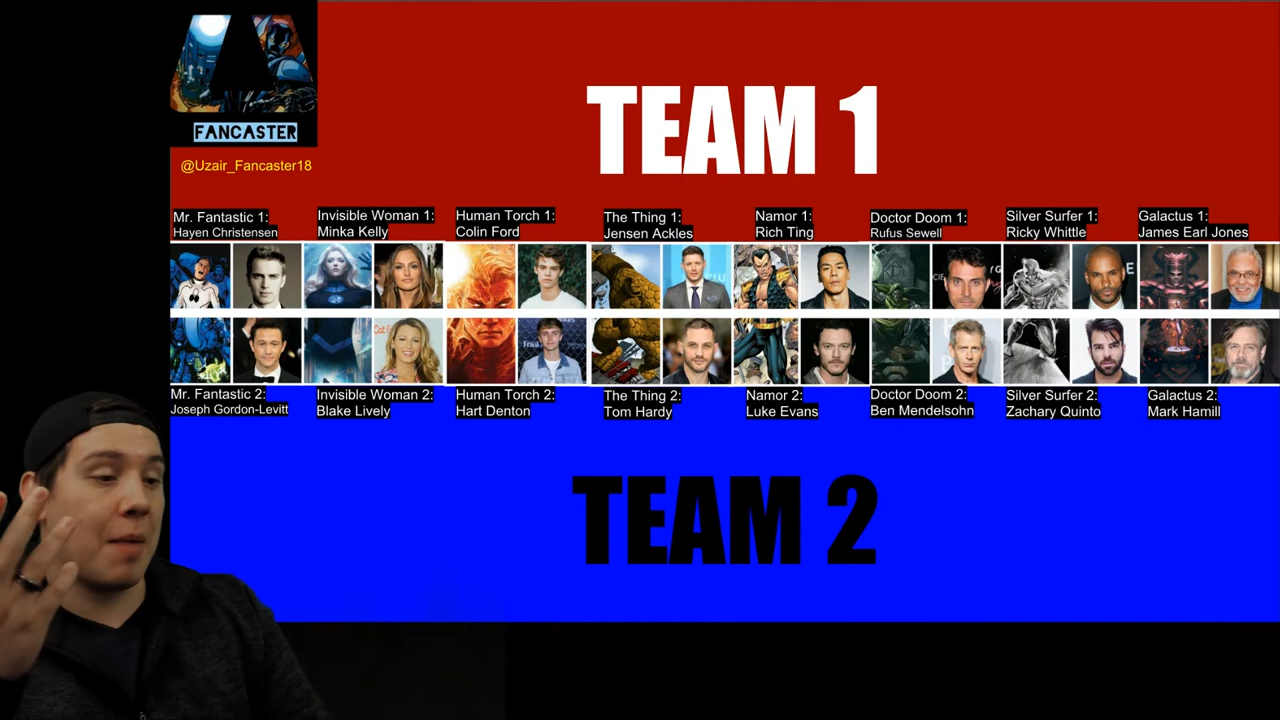 TEAM 1
FANCASTER
@Uzair_Fancaster18
Mr. Fantastic 1:
Hayen Christensen
Invisible Woman 1:
Minka Kelly
Human Torch 1:
Colin Ford
The Thing 1:
Jensen Ackles
Namor 1:
Rich Ting
Doctor Doom 1:
Rufus Sewell
Silver Surfer 1:
Ricky Whittle
Galactus 1:
James Earl Jones
Mr. Fantastic 2:
Joseph Gordon-Levitt
Invisible Woman 2:
Blake Lively
Human Torch 2:
Hart Denton
The Thing 2:
Tom Hardy
Namor 2:
Luke Evans
Doctor Doom 2:
Ben Mendelsohn
Silver Surfer 2:
Zachary Quinto
Galactus 2:
Mark Hamill
TEAM 2